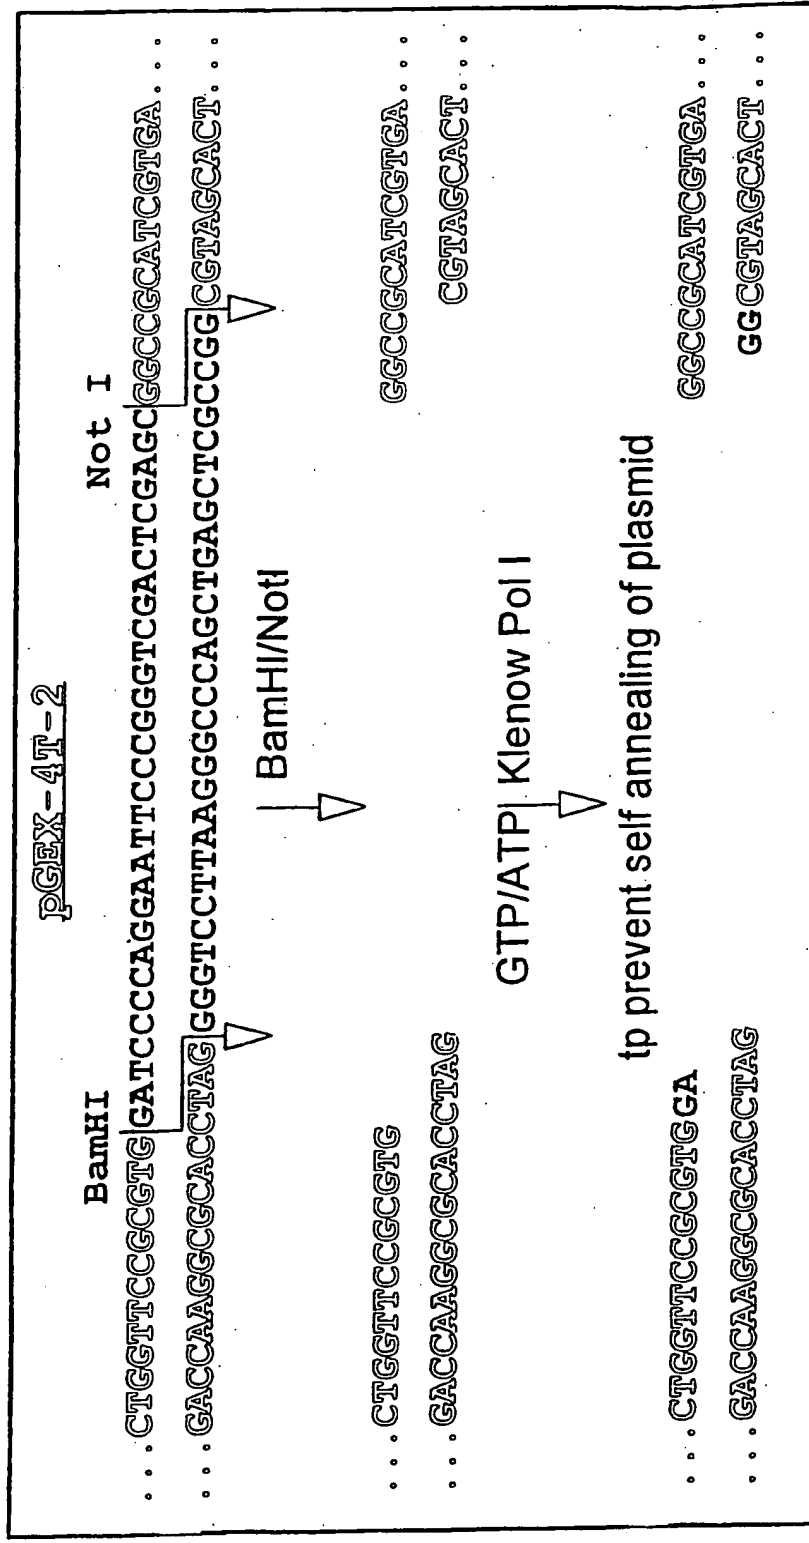 pGEX-4T-2
BamHI Not I
...CTGGTTCCGCGTGGATCCCCAGGAATTCCCGGGTCGACTCGAGCGGCCGCATCGTGA...
...GACCAAGGCGCACCTAGGGGTCCTTAAGGGCCCAGCTGAGCTCGCCGGCGTAGCACT...
BamHI/NotI
...CTGGTTCCGCGTG GGCCGCATCGTGA...
...GACCAAGGCGCACCTAG CGTAGCACT...
GTP/ATP Klenow Pol I
tp prevent self annealing of plasmid
...CTGGTTCCGCGTGGA GGCCGCATCGTGA...
...GACCAAGGCGCACCTAG GGCGTAGCACT...